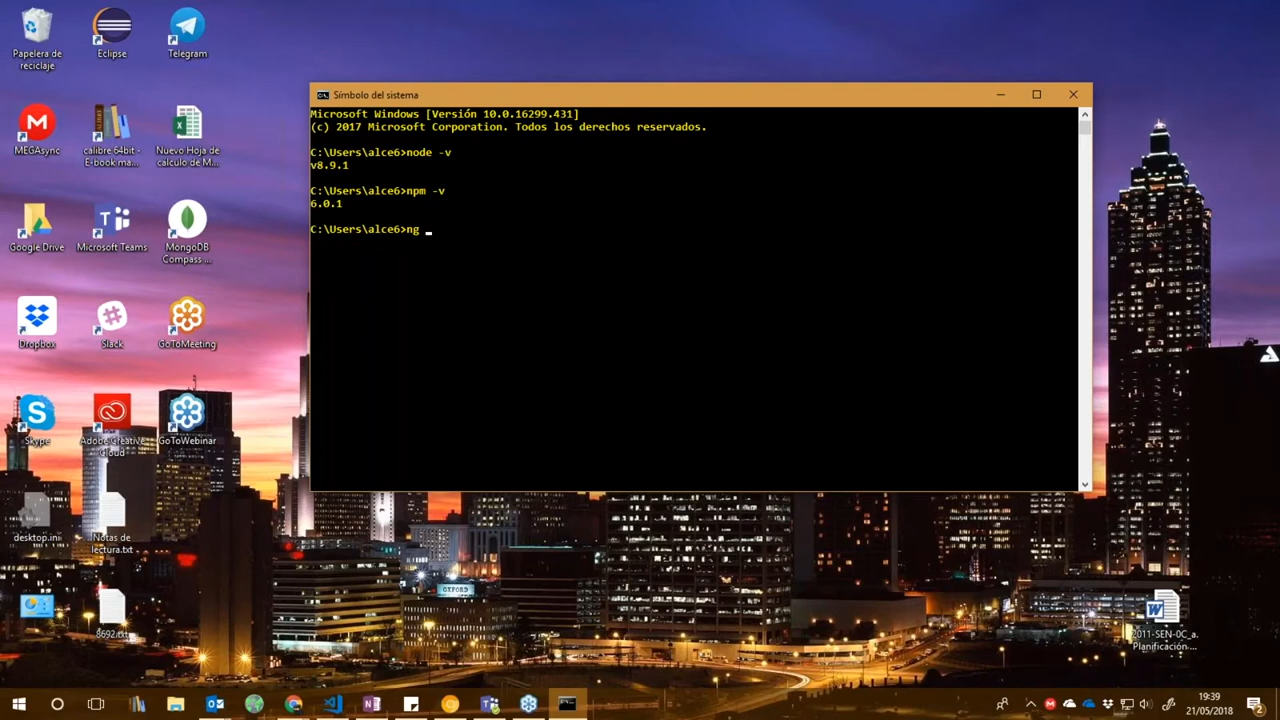 Papelera de
reciclaje
Eclipse
Telegram
MEGAsync
calibre 64bit -
E-book ma...
Nuevo Hoja de
calculo de M...
Google Drive
Microsoft Teams
MongoDB
Compass ...
Dropbox
Slack
GoToMeeting
Skype
Adobe Creative
Cloud
GoToWebinar
desktop.ini
Notas de
lectura.txt
8692.txt
Símbolo del sistema
Microsoft Windows [Versión 10.0.16299.431]
(c) 2017 Microsoft Corporation. Todos los derechos reservados.
C:\Users\alce6>node -v
v8.9.1
C:\Users\alce6>npm -v
6.0.1
C:\Users\alce6>ng _
OXFORD
2011-SEN-0C_a.
Planificación-...
19:39
21/05/2018
2